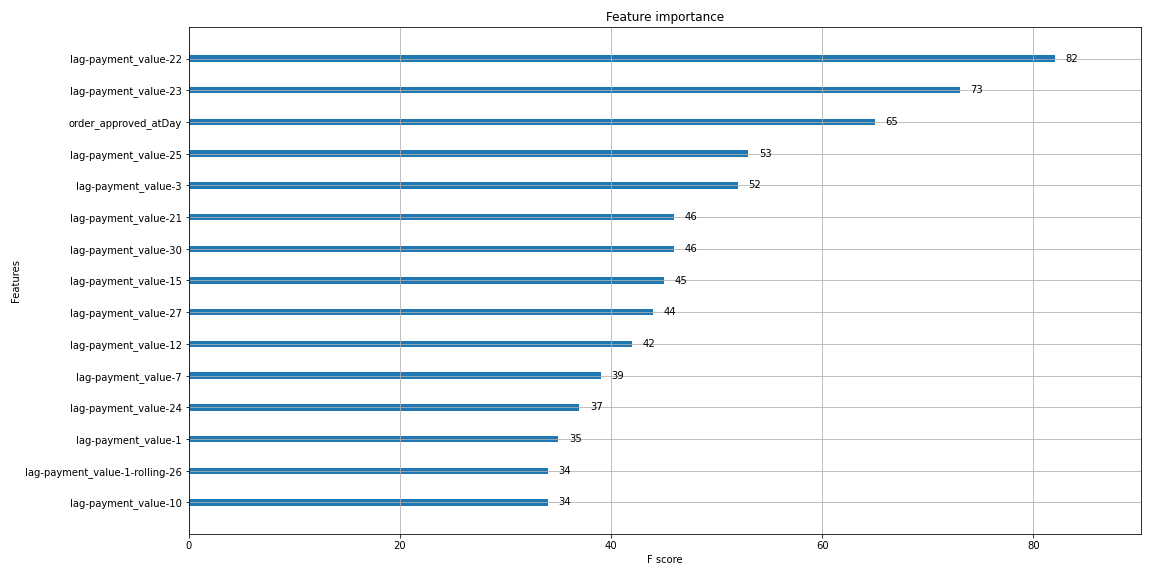 Feature importance
lag-payment_value-22 82
lag-payment_value-23 73
order_approved_atDay 65
lag-payment_value-25 53
lag-payment_value-3 52
lag-payment_value-21 46
lag-payment_value-30 46
lag-payment_value-15 45
lag-payment_value-27 44
lag-payment_value-12 42
lag-payment_value-7 39
lag-payment_value-24 37
lag-payment_value-1 35
lag-payment_value-1-rolling-26 34
lag-payment_value-10 34
Features
0 20 40 60 80
F score